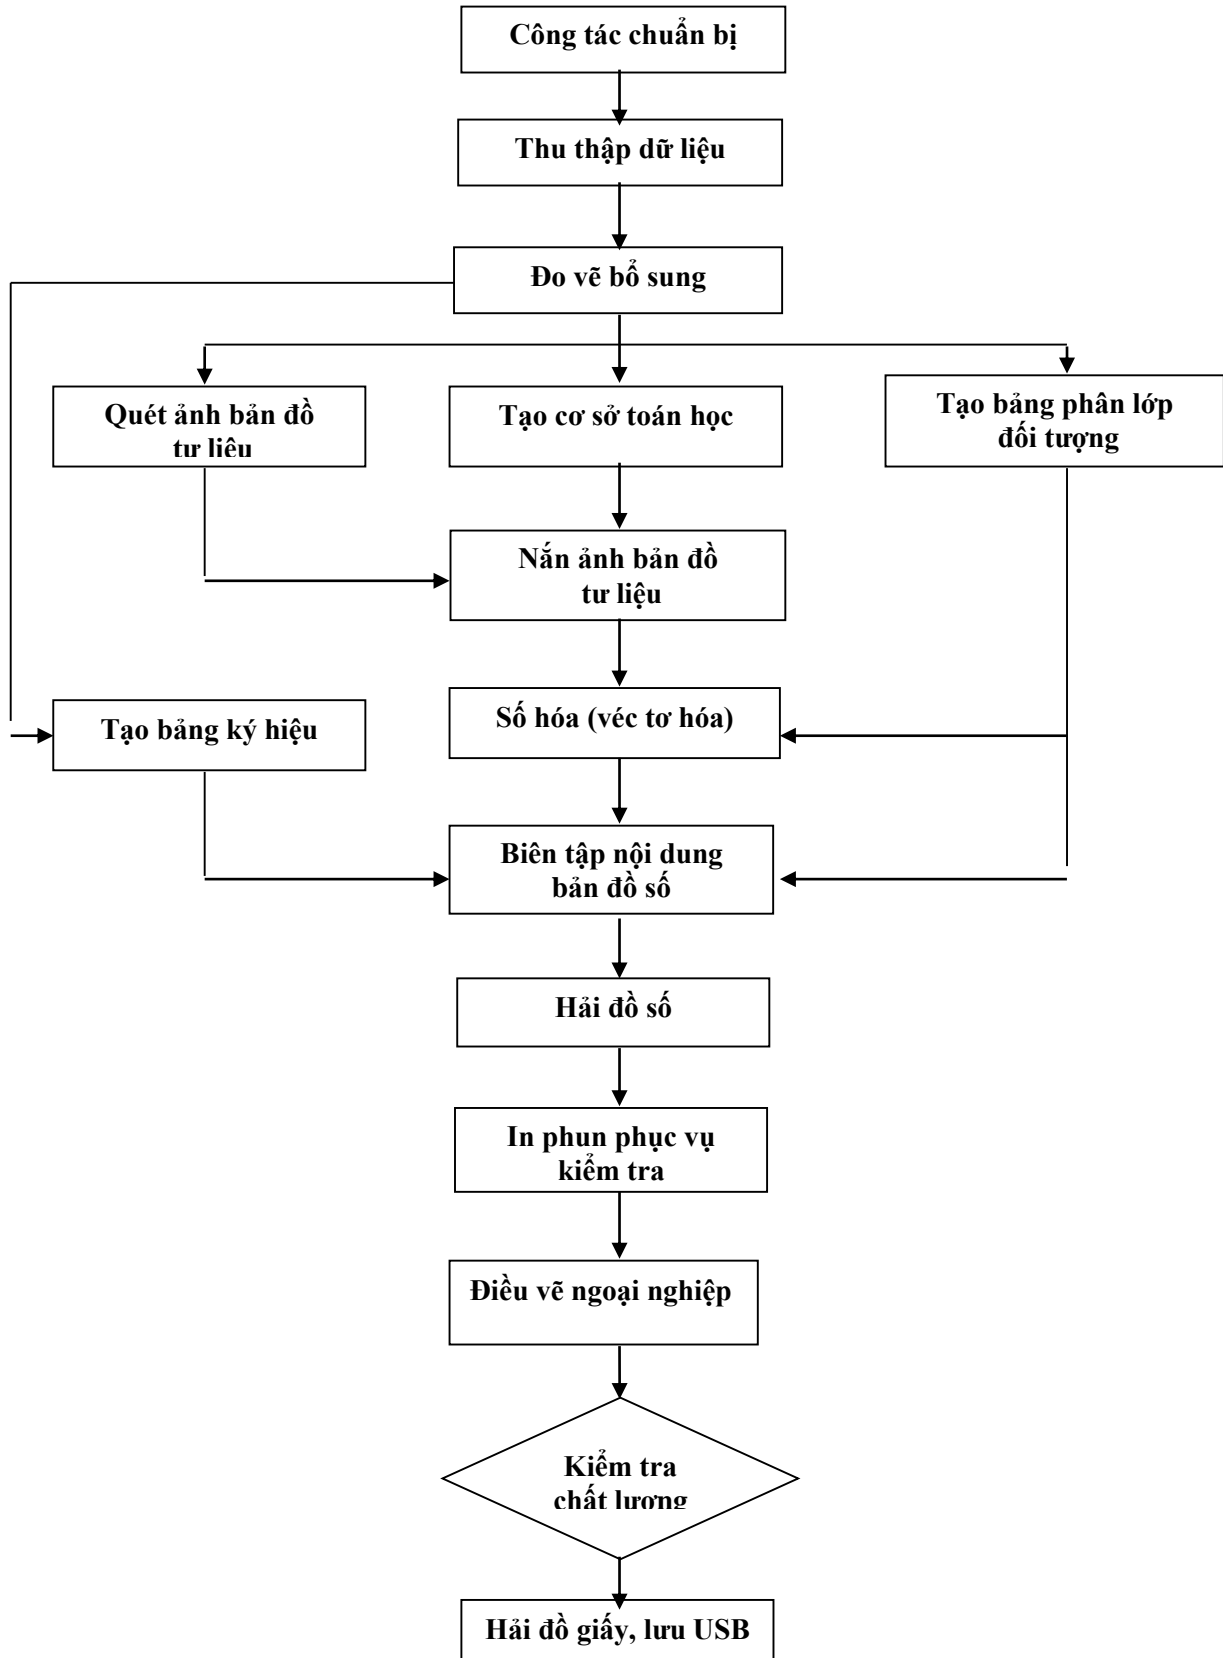 Công tác chuẩn bị
Thu thập dữ liệu
Đo vẽ bổ sung
Quét ảnh bản đồ
tư liệu
Tạo cơ sở toán học
Tạo bảng phân lớp
đối tượng
Nắn ảnh bản đồ
tư liệu
Tạo bảng ký hiệu
Số hóa (véc tơ hóa)
Biên tập nội dung
bản đồ số
Hải đồ số
In phun phục vụ
kiểm tra
Điều vẽ ngoại nghiệp
Kiểm tra
chất lượng
Hải đồ giấy, lưu USB